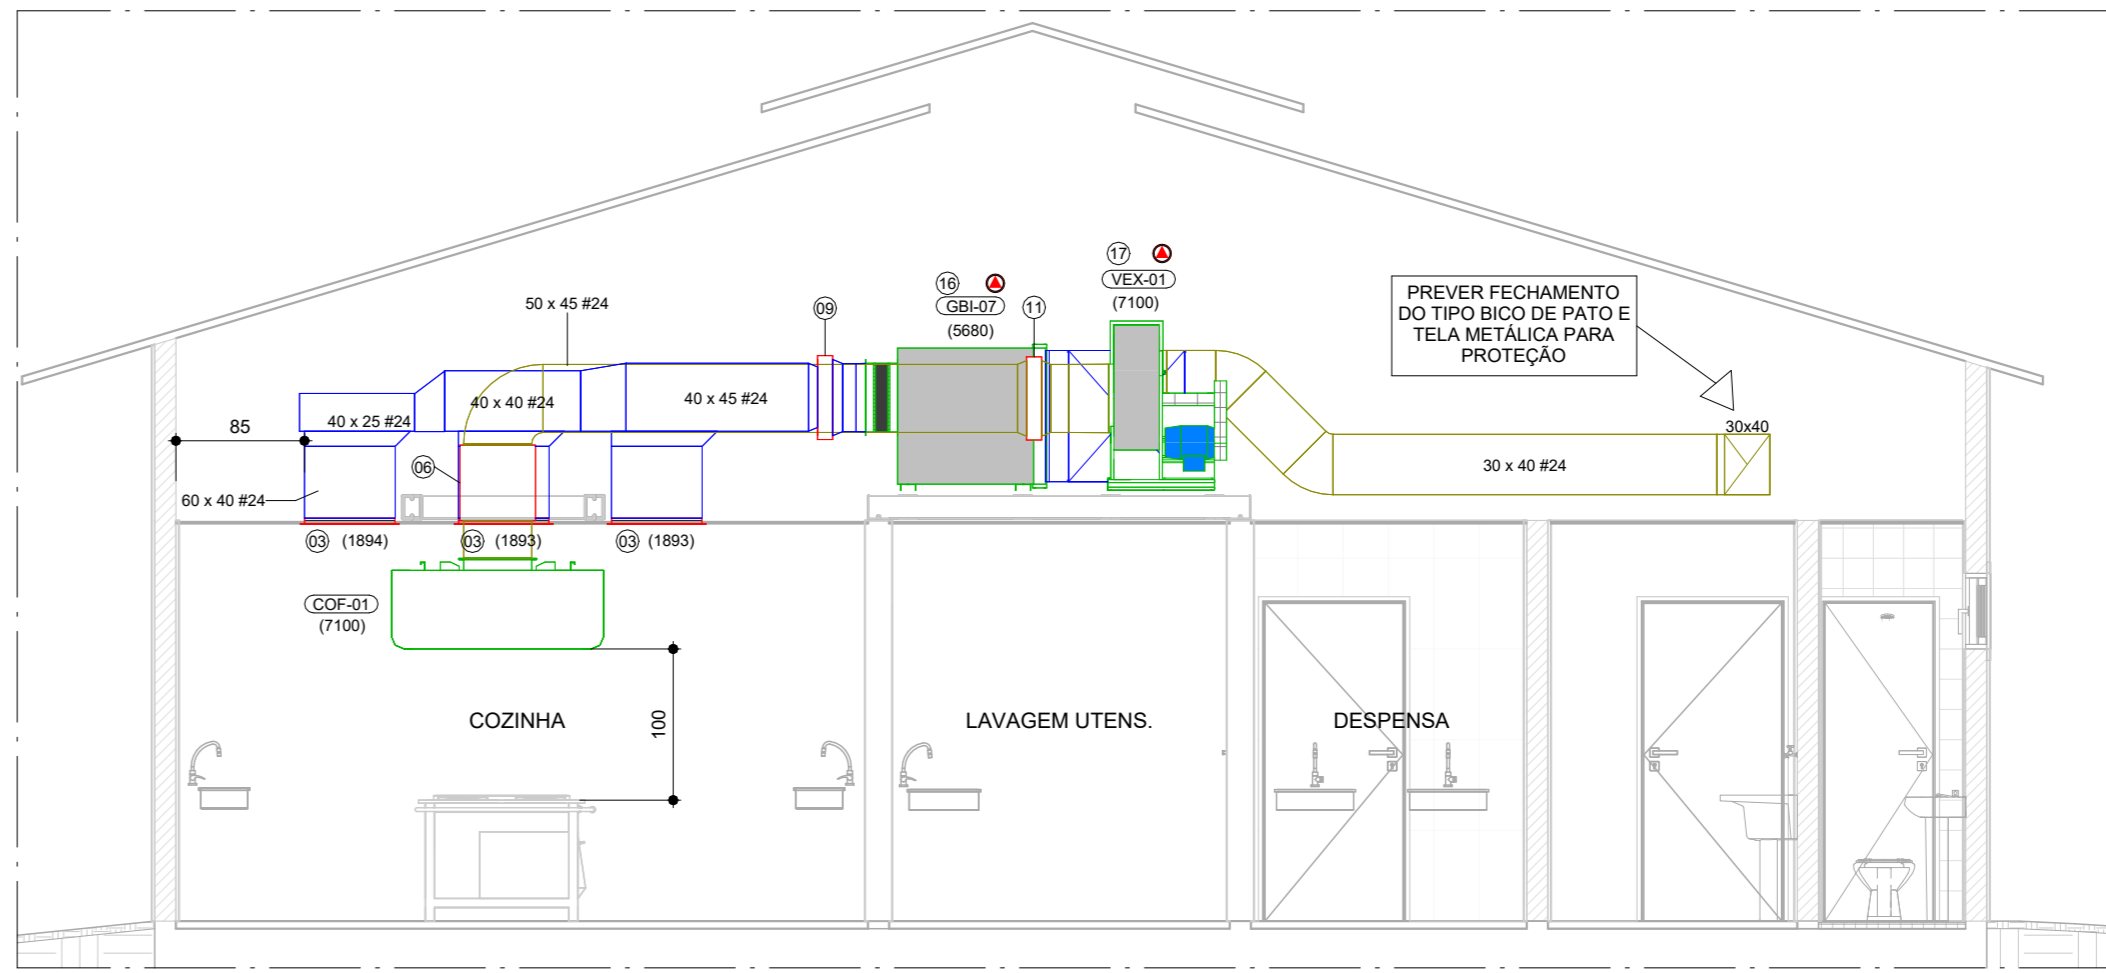 17
VEX-01
(7100)
16
GBI-07
(5680)
11
09
50 x 45 #24
PREVER FECHAMENTO
DO TIPO BICO DE PATO E
TELA METÁLICA PARA
PROTEÇÃO
40 x 25 #24
40 x 40 #24
40 x 45 #24
85
30x40
30 x 40 #24
06
60 x 40 #24
03 (1894)
03 (1893)
03 (1893)
COF-01
(7100)
100
COZINHA
LAVAGEM UTENS.
DESPENSA